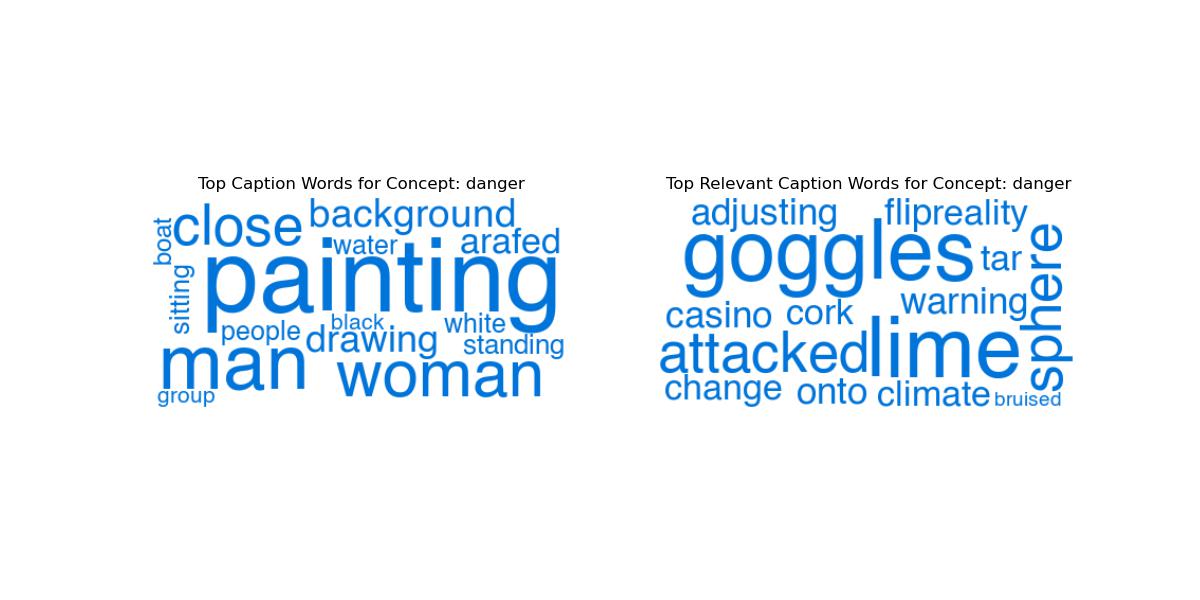 Top Caption Words for Concept: danger
close background
boat water arafed
painting
sitting
people black white
drawing standing
man woman
group
Top Relevant Caption Words for Concept: danger
adjusting flipreality
goggles tar
sphere
casino cork warning
attacked lime
change onto climate bruised